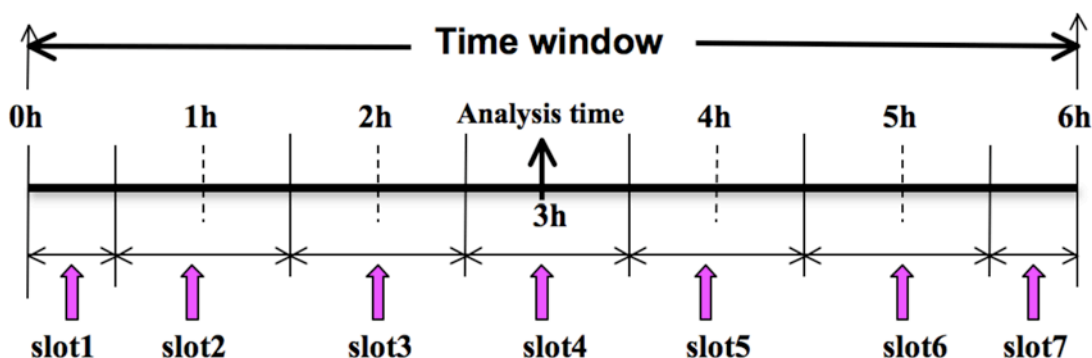 Time window
0h 1h 2h Analysis time 4h 5h 6h
3h
slot1 slot2 slot3 slot4 slot5 slot6 slot7